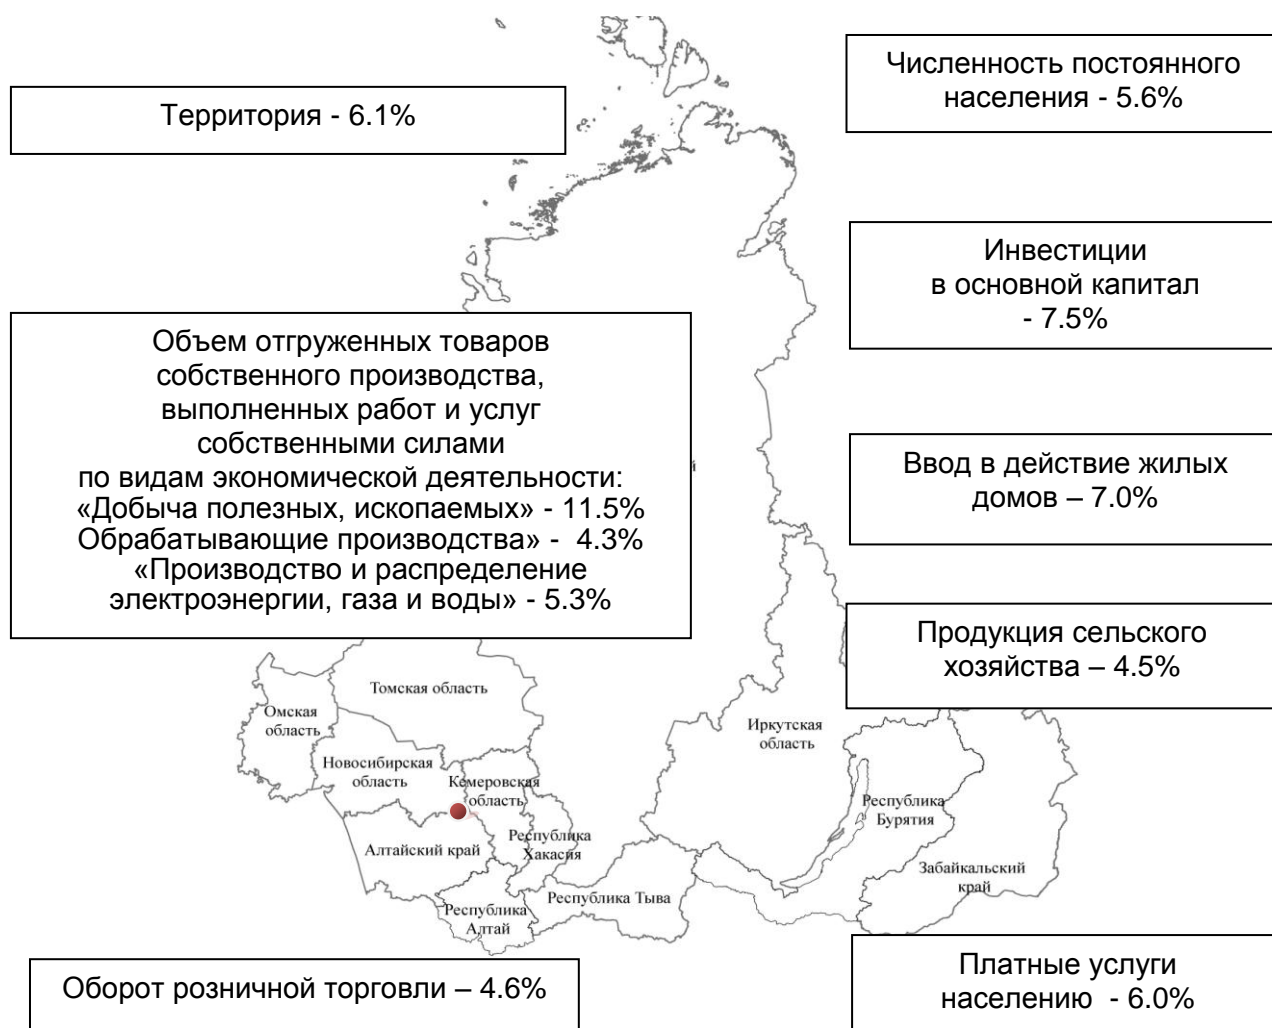 Территория - 6.1%
Численность постоянного
населения - 5.6%
Инвестиции
в основной капитал
- 7.5%
Объем отгруженных товаров
собственного производства,
выполненных работ и услуг
собственными силами
по видам экономической деятельности:
«Добыча полезных, ископаемых» - 11.5%
Обрабатывающие производства» - 4.3%
«Производство и распределение
электроэнергии, газа и воды» - 5.3%
Ввод в действие жилых
домов – 7.0%
Продукция сельского
хозяйства – 4.5%
Томская область
Омская
область
Новосибирская
область
Кемеровская
область
Иркутская
область
Республика
Бурятия
Республика
Хакасия
Алтайский край
Забайкальский
край
Республика Тыва
Республика
Алтай
Оборот розничной торговли – 4.6%
Платные услуги
населению - 6.0%